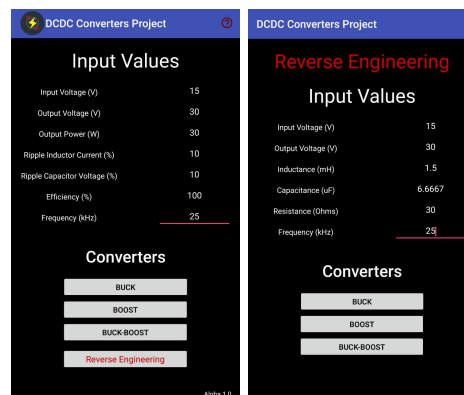 DCDC Converters Project
Input Values
Input Voltage (V) 15
Output Voltage (V) 30
Output Power (W) 30
Ripple Inductor Current (%) 10
Ripple Capacitor Voltage (%) 10
Efficiency (%) 100
Frequency (kHz) 25
Converters
BUCK
BOOST
BUCK-BOOST
Reverse Engineering
Alpha 1.0
DCDC Converters Project
Reverse Engineering
Input Values
Input Voltage (V) 15
Output Voltage (V) 30
Inductance (mH) 1.5
Capacitance (uF) 6.6667
Resistance (Ohms) 30
Frequency (kHz) 25
Converters
BUCK
BOOST
BUCK-BOOST